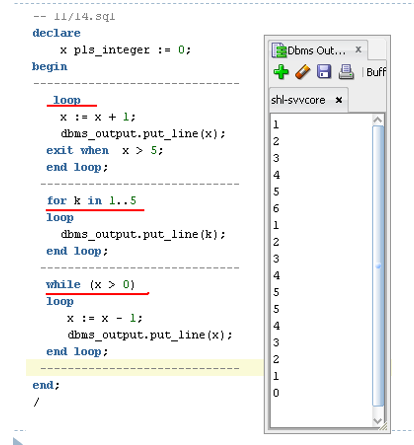 -- 11/14.sql
declare
x pls_integer := 0;
begin
------------------------------
loop
x := x + 1;
dbms_output.put_line(x);
exit when x > 5;
end loop;
-----------------------------
for k in 1..5
loop
dbms_output.put_line(k);
end loop;
-----------------------------
while (x > 0)
loop
x := x - 1;
dbms_output.put_line(x);
end loop;
-----------------------------
end;
/
Dbms Out... x
Buff
shl-svvcore x
1
2
3
4
5
6
1
2
3
4
5
5
4
3
2
1
0